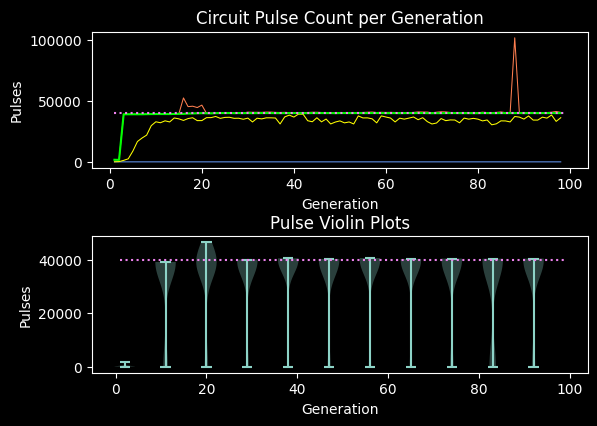 Circuit Pulse Count per Generation
100000
50000
0
Pulses
0 20 40 60 80 100
Generation
Pulse Violin Plots
40000
20000
0
Pulses
0 20 40 60 80 100
Generation